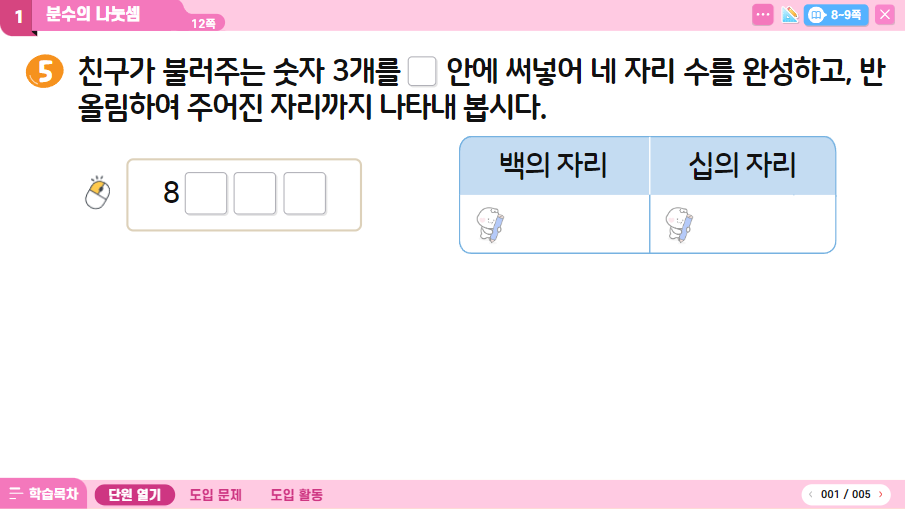 1
분수의 나눗셈
12쪽
8-9쪽
5
친구가 불러주는 숫자 3개를 안에 써넣어 네 자리 수를 완성하고, 반
올림하여 주어진 자리까지 나타내 봅시다.
백의 자리
십의 자리
8
학습목차
단원 열기
도입 문제
도입 활동
001 / 005